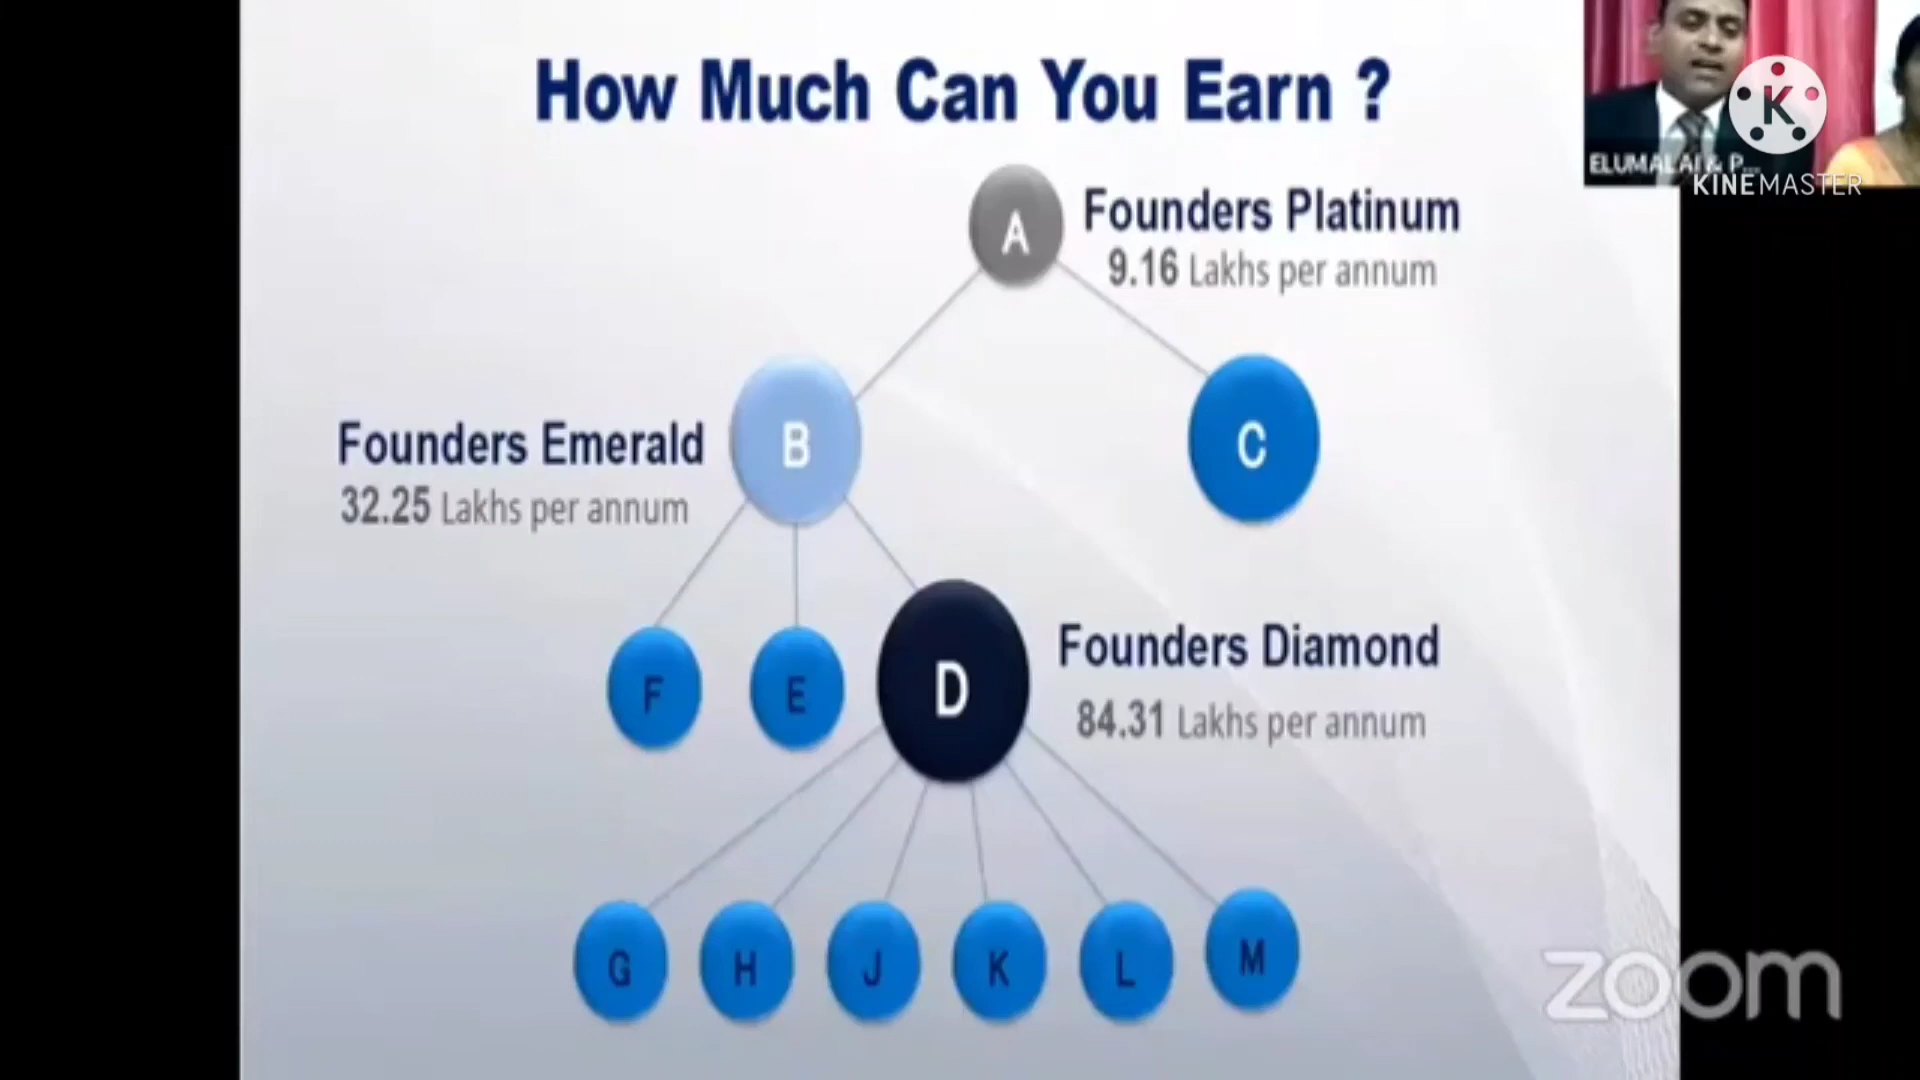 How Much Can You Earn ?
K
ELUMALAI & P...
KINEMASTER
A
Founders Platinum
9.16 Lakhs per annum
B
C
Founders Emerald
32.25 Lakhs per annum
F
E
D
Founders Diamond
84.31 Lakhs per annum
G
H
J
K
L
M
zoom